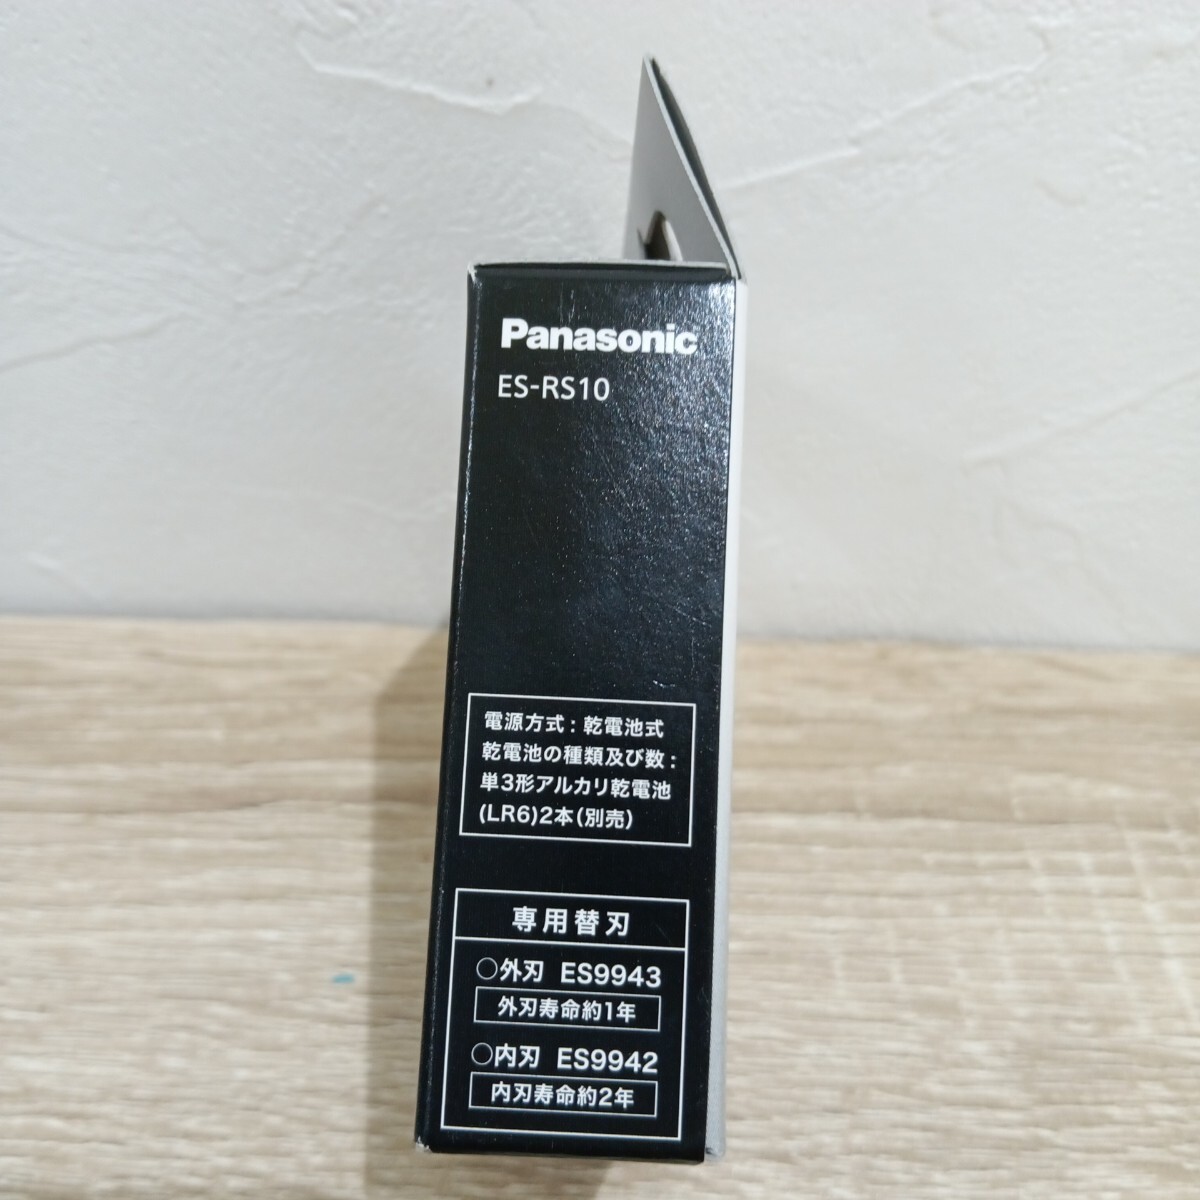 Panasonic
ES-RS10
電源方式：乾電池式
乾電池の種類及び数：
単3形アルカリ乾電池
(LR6)2本(別売)
専用替刃
○外刃 ES9943
外刃寿命約1年
○内刃 ES9942
内刃寿命約2年